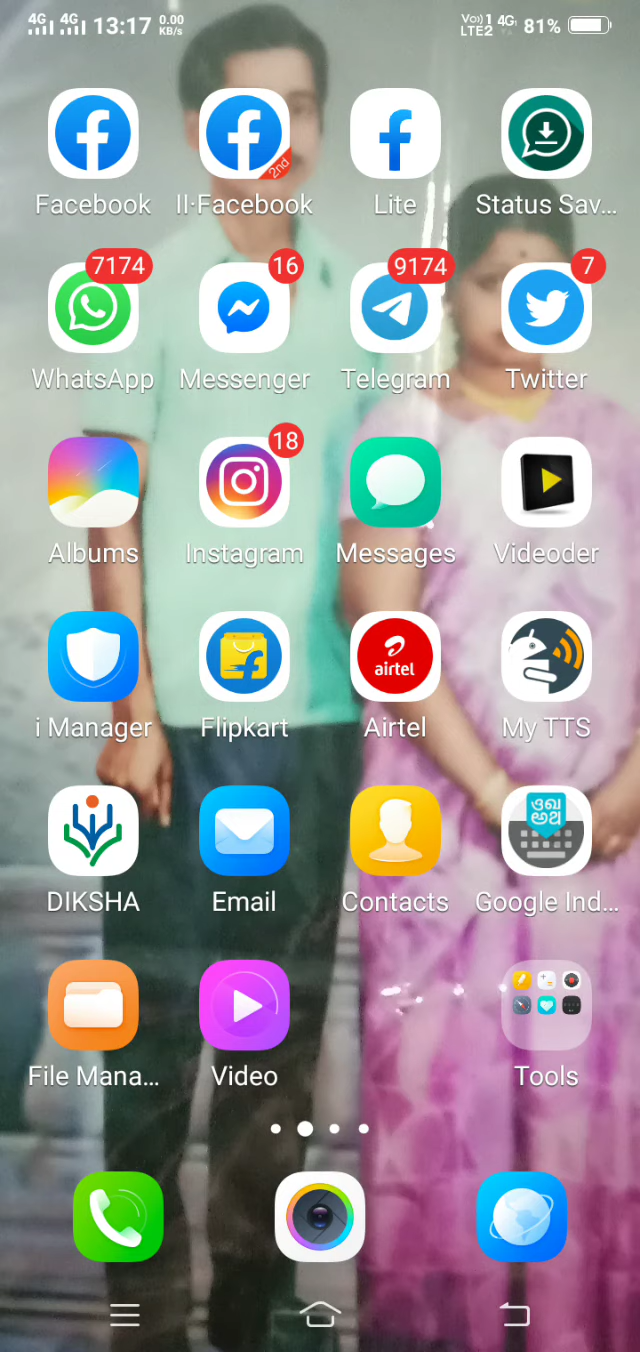 4G 4G 13:17 0.00 KB/s Vo) 1 LTE2 4G 81%
Facebook II·Facebook Lite Status Sav...
2nd
7174 16 9174 7
WhatsApp Messenger Telegram Twitter
18
Albums Instagram Messages Videoder
airtel
i Manager Flipkart Airtel My TTS
ଓଖ
అథ
DIKSHA Email Contacts Google Ind...
File Mana... Video Tools